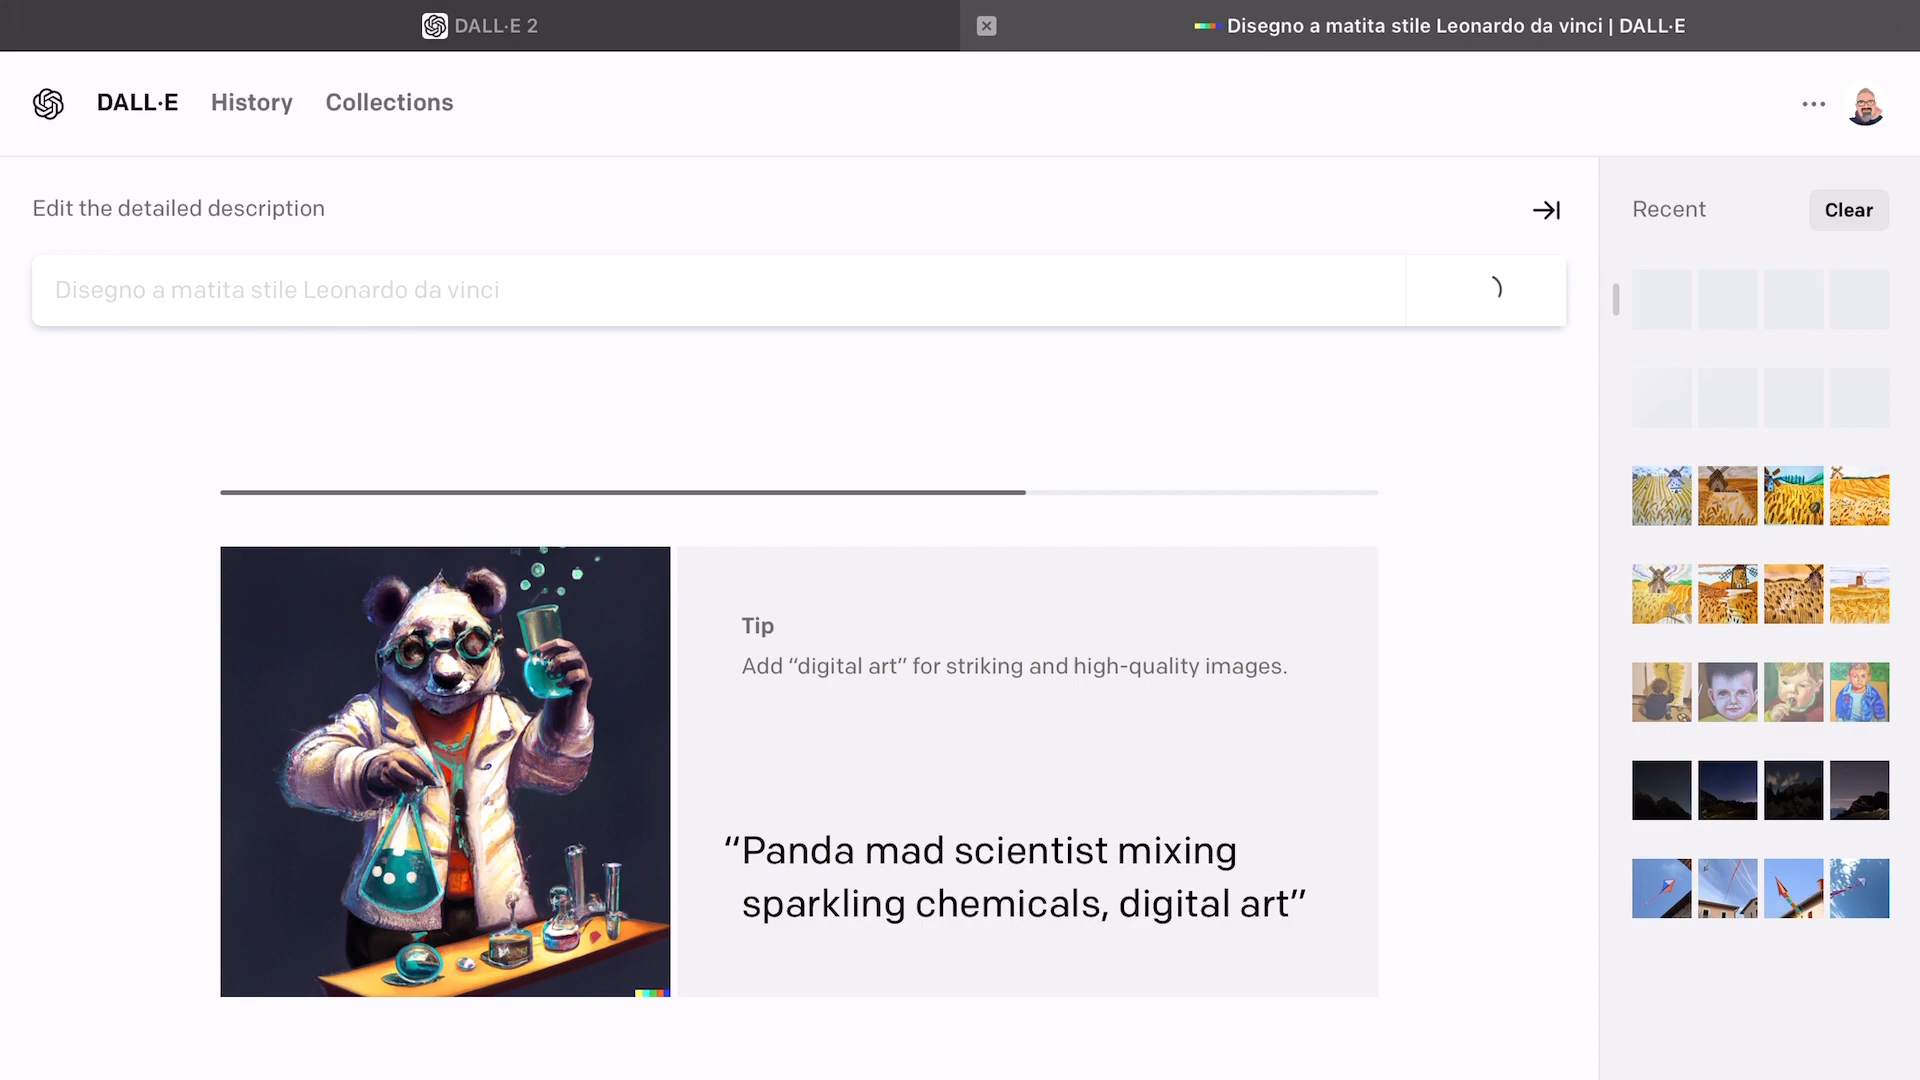 DALL·E 2
Disegno a matita stile Leonardo da vinci | DALL·E
DALL·E History Collections
Edit the detailed description
Recent
Clear
Disegno a matita stile Leonardo da vinci
Tip
Add “digital art” for striking and high-quality images.
“Panda mad scientist mixing
sparkling chemicals, digital art”